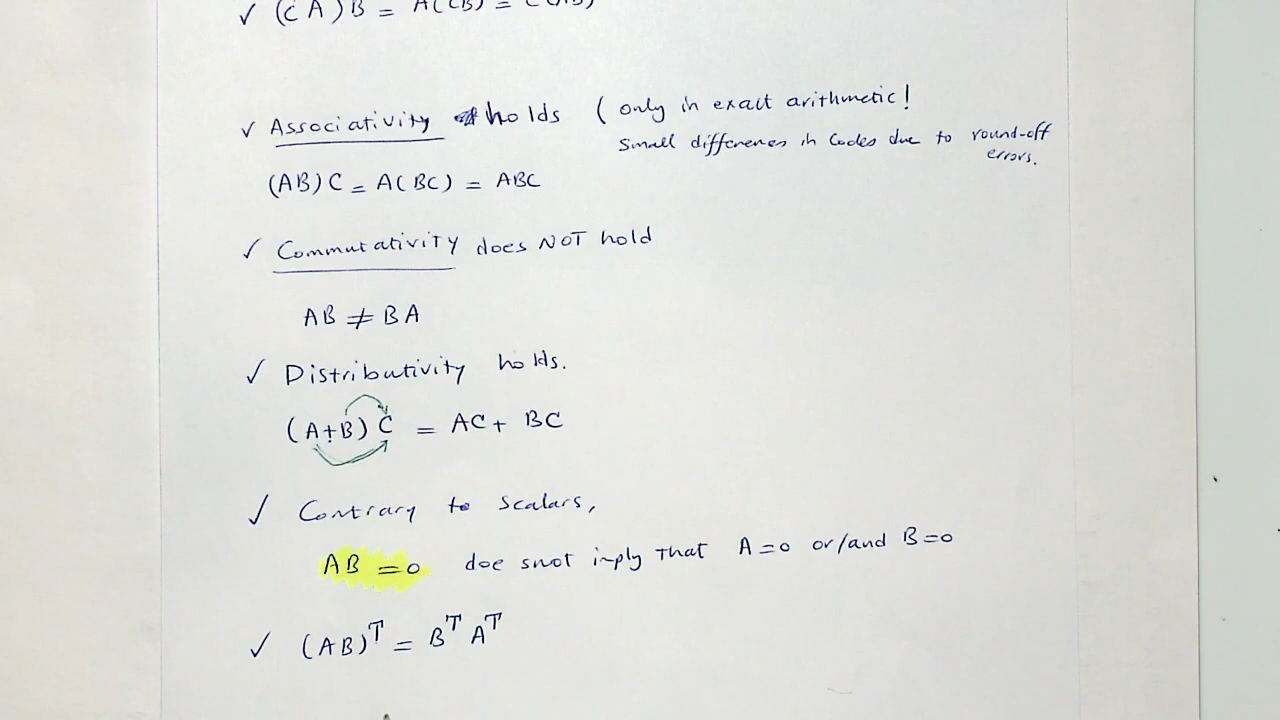 ✓ (CA)B = A(CB) = C(AB)
✓ Associativity holds (only in exact arithmetic!
Small differences in codes due to round-off
errors.
(AB)C = A(BC) = ABC
✓ Commutativity does NOT hold
AB ≠ BA
✓ Distributivity holds.
(A+B)C = AC + BC
✓ Contrary to scalars,
AB = 0 doe snot imply that A=0 or/and B=0
✓ (AB)ᵀ = Bᵀ Aᵀ